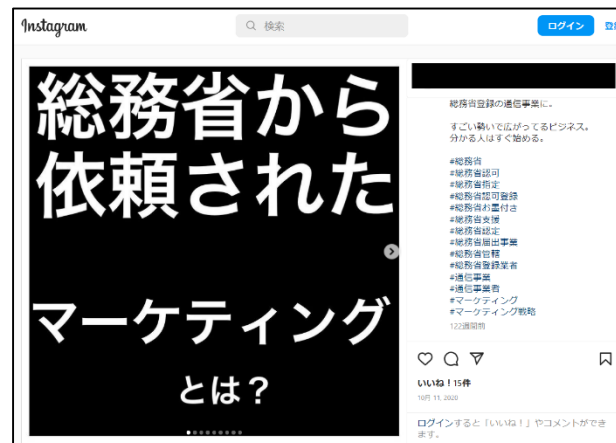 Instagram
検索
ログイン
登録
総務省から
依頼された
マーケティング
とは？
総務省登録の通信事業に。
すごい勢いで広がってるビジネス。
分かる人はすぐ始める。
#総務省
#総務省認可
#総務省指定
#総務省認可登録
#総務省お墨付き
#総務省支援
#総務省認定
#総務省届出事業
#総務省管轄
#総務省登録業者
#通信事業
#通信事業者
#マーケティング
#マーケティング戦略
122週間前
いいね！15件
10月 11, 2020
ログインすると「いいね！」やコメントができ
ます。